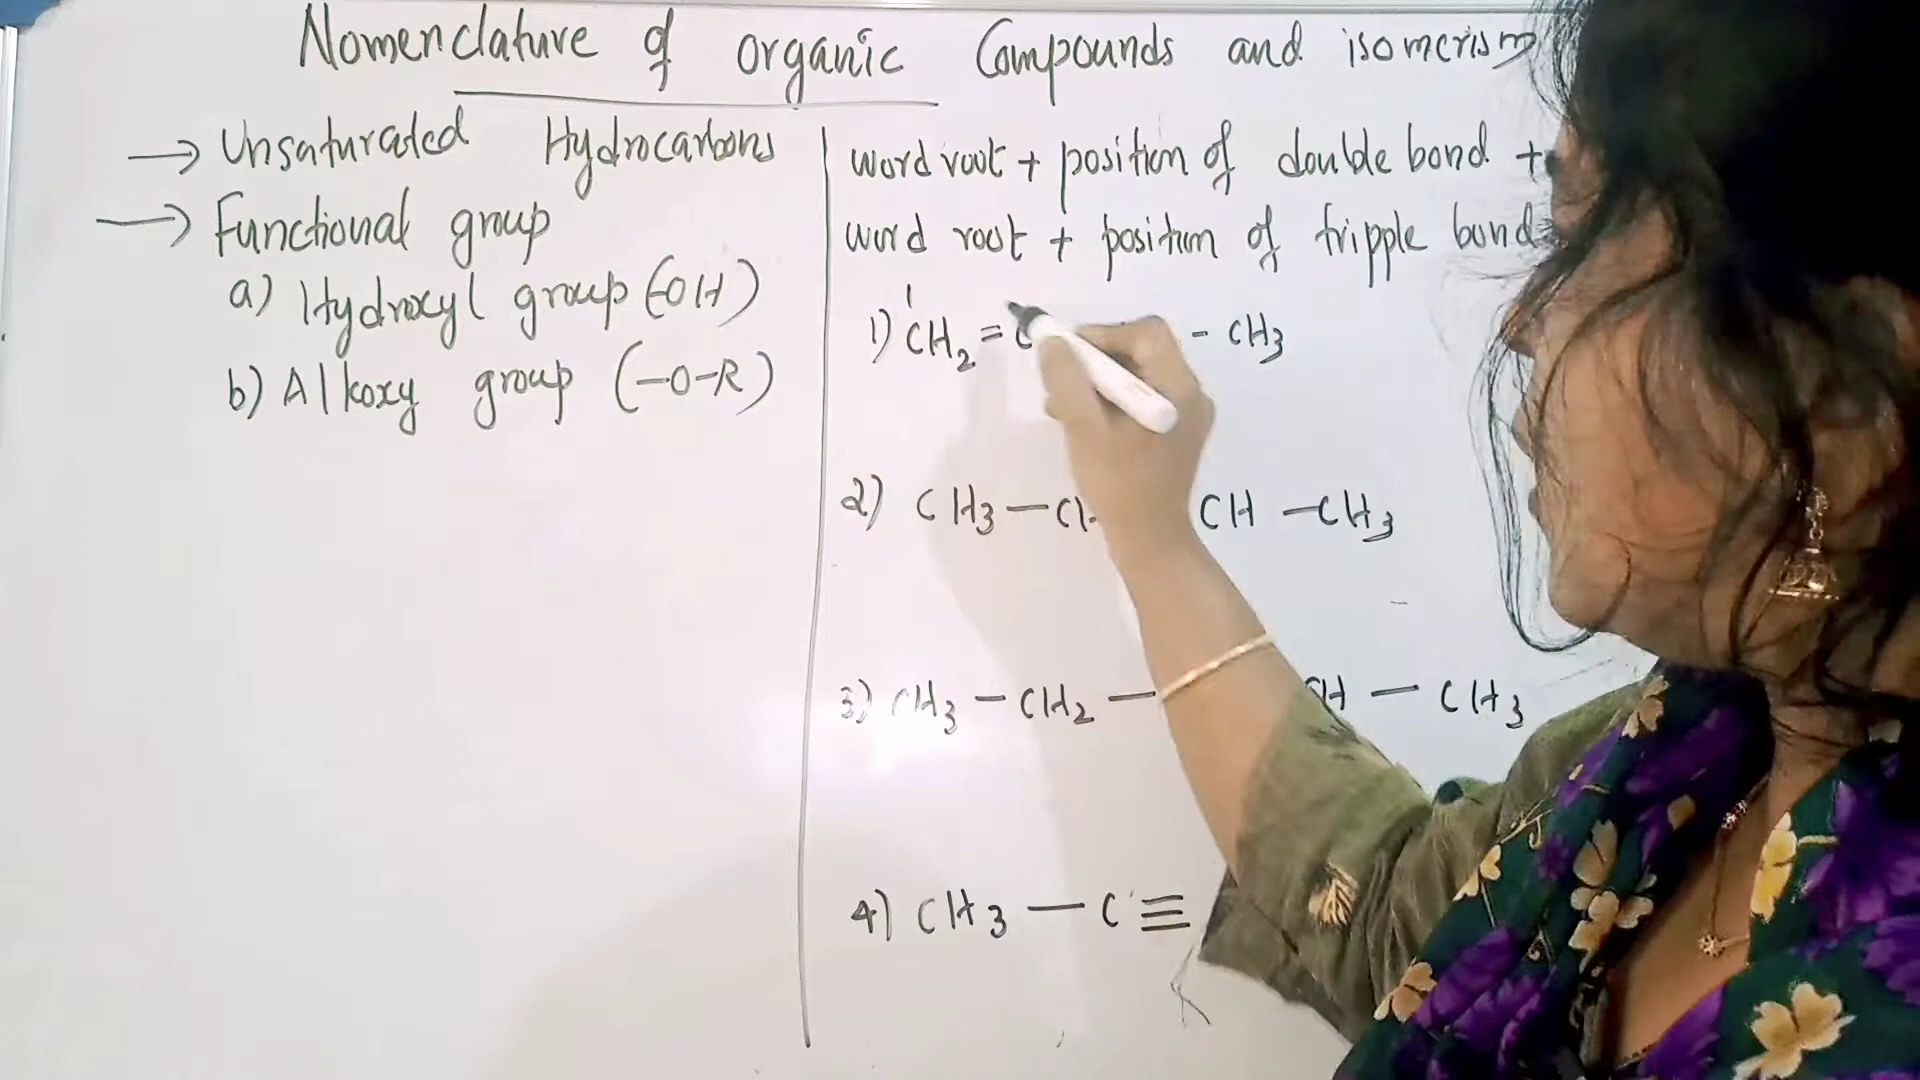 Nomenclature of organic Compounds and isomerism
→ Unsaturated Hydrocarbons
→ Functional group
a) Hydroxyl group (-OH)
b) Alkoxy group (-O-R)
word root + position of double bond +
word root + position of tripple bond
1
1) CH2 = C - CH3
2) CH3 - CH CH - CH3
3) CH3 - CH2 - CH - CH3
4) CH3 - C ≡